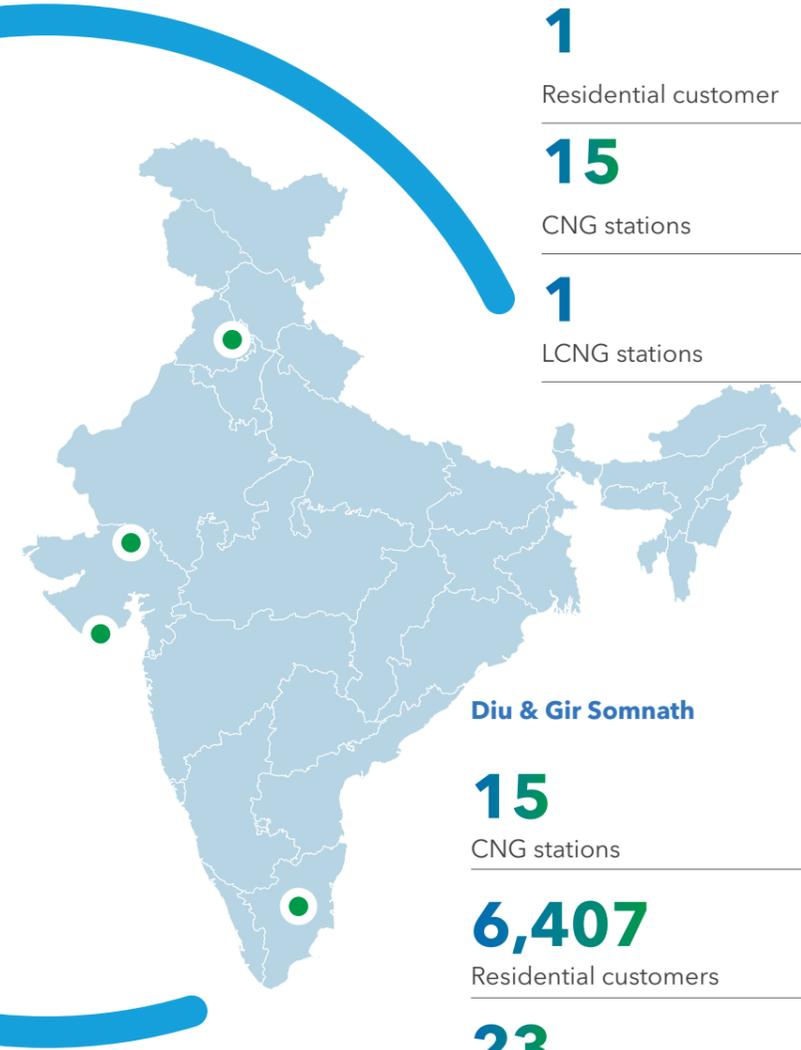 1
Residential customer
15
CNG stations
1
LCNG stations
Diu & Gir Somnath
15
CNG stations
6,407
Residential customers
23